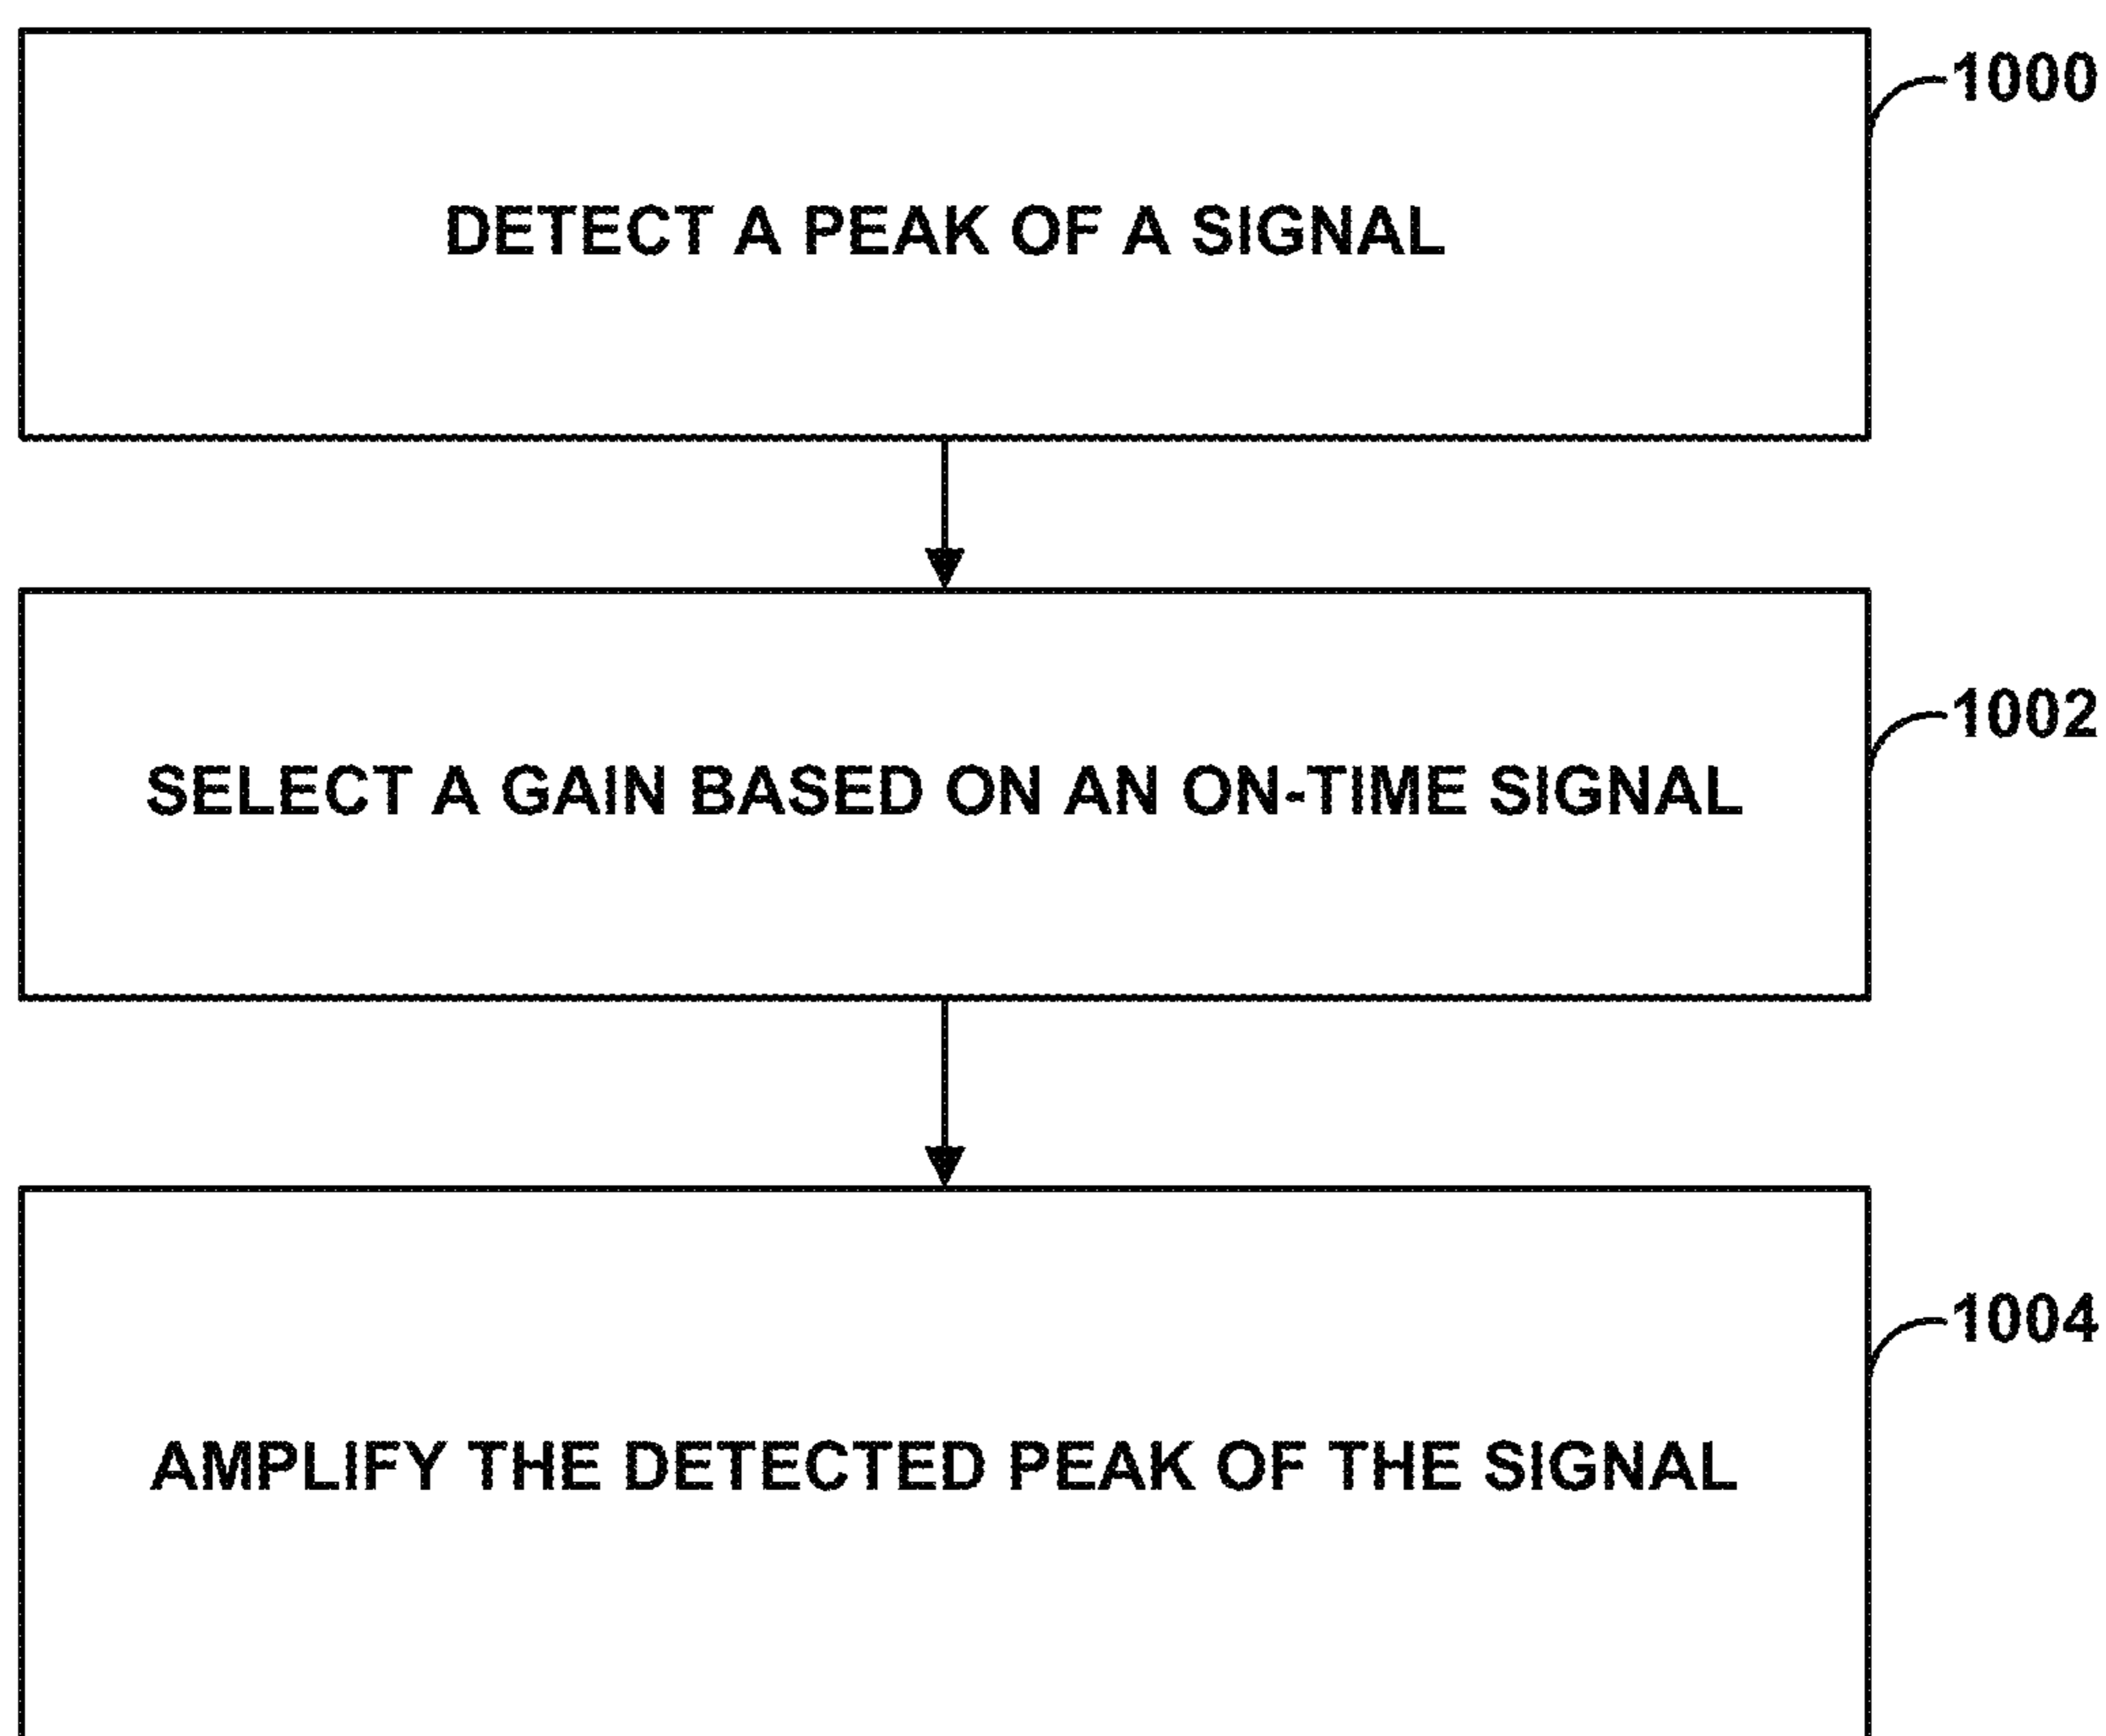 1000
DETECT A PEAK OF A SIGNAL
1002
SELECT A GAIN BASED ON AN ON-TIME SIGNAL
1004
AMPLIFY THE DETECTED PEAK OF THE SIGNAL